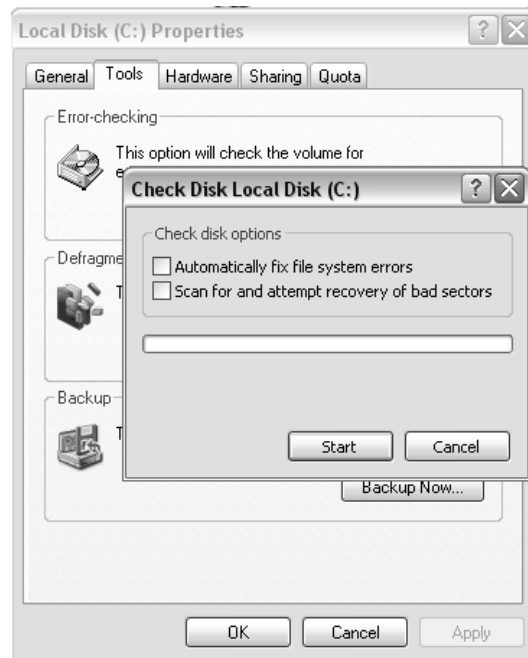 Local Disk (C:) Properties
General Tools Hardware Sharing Quota
Error-checking
This option will check the volume for
Check Disk Local Disk (C:)
Check disk options
Automatically fix file system errors
Scan for and attempt recovery of bad sectors
Start Cancel
Backup
Backup Now...
OK Cancel Apply